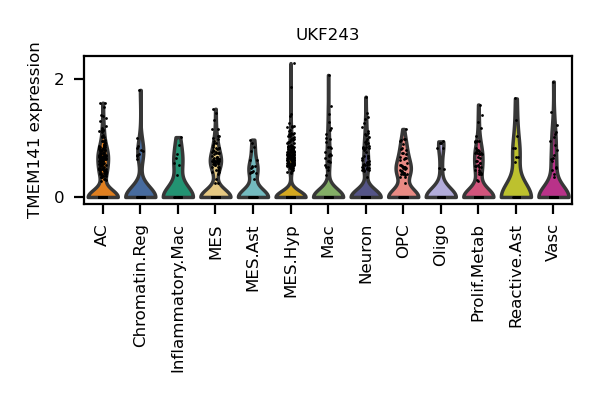 UKF243
TMEM141 expression
2
0
AC
Chromatin.Reg
Inflammatory.Mac
MES
MES.Ast
MES.Hyp
Mac
Neuron
OPC
Oligo
Prolif.Metab
Reactive.Ast
Vasc